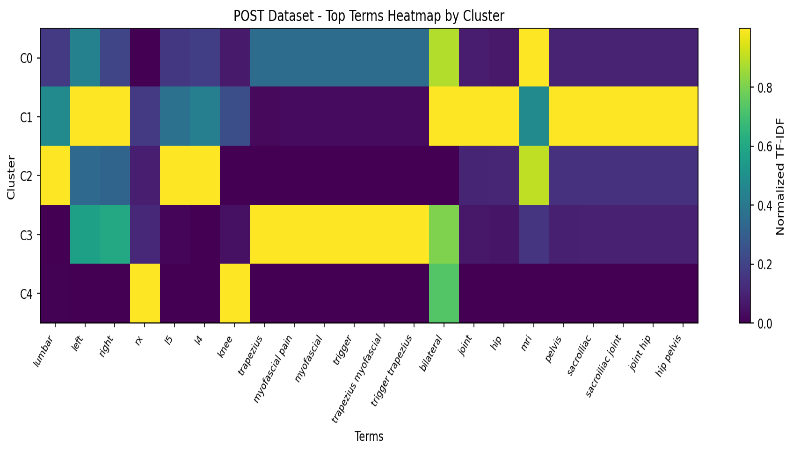 POST Dataset - Top Terms Heatmap by Cluster
Cluster
C0
C1
C2
C3
C4
lumbar
left
right
rx
l5
l4
knee
trapezius
myofascial pain
myofascial
trigger
trapezius myofascial
trigger trapezius
bilateral
joint
hip
mri
pelvis
sacroiliac
sacroiliac joint
joint hip
hip pelvis
Terms
0.8
0.6
0.4
0.2
0.0
Normalized TF-IDF